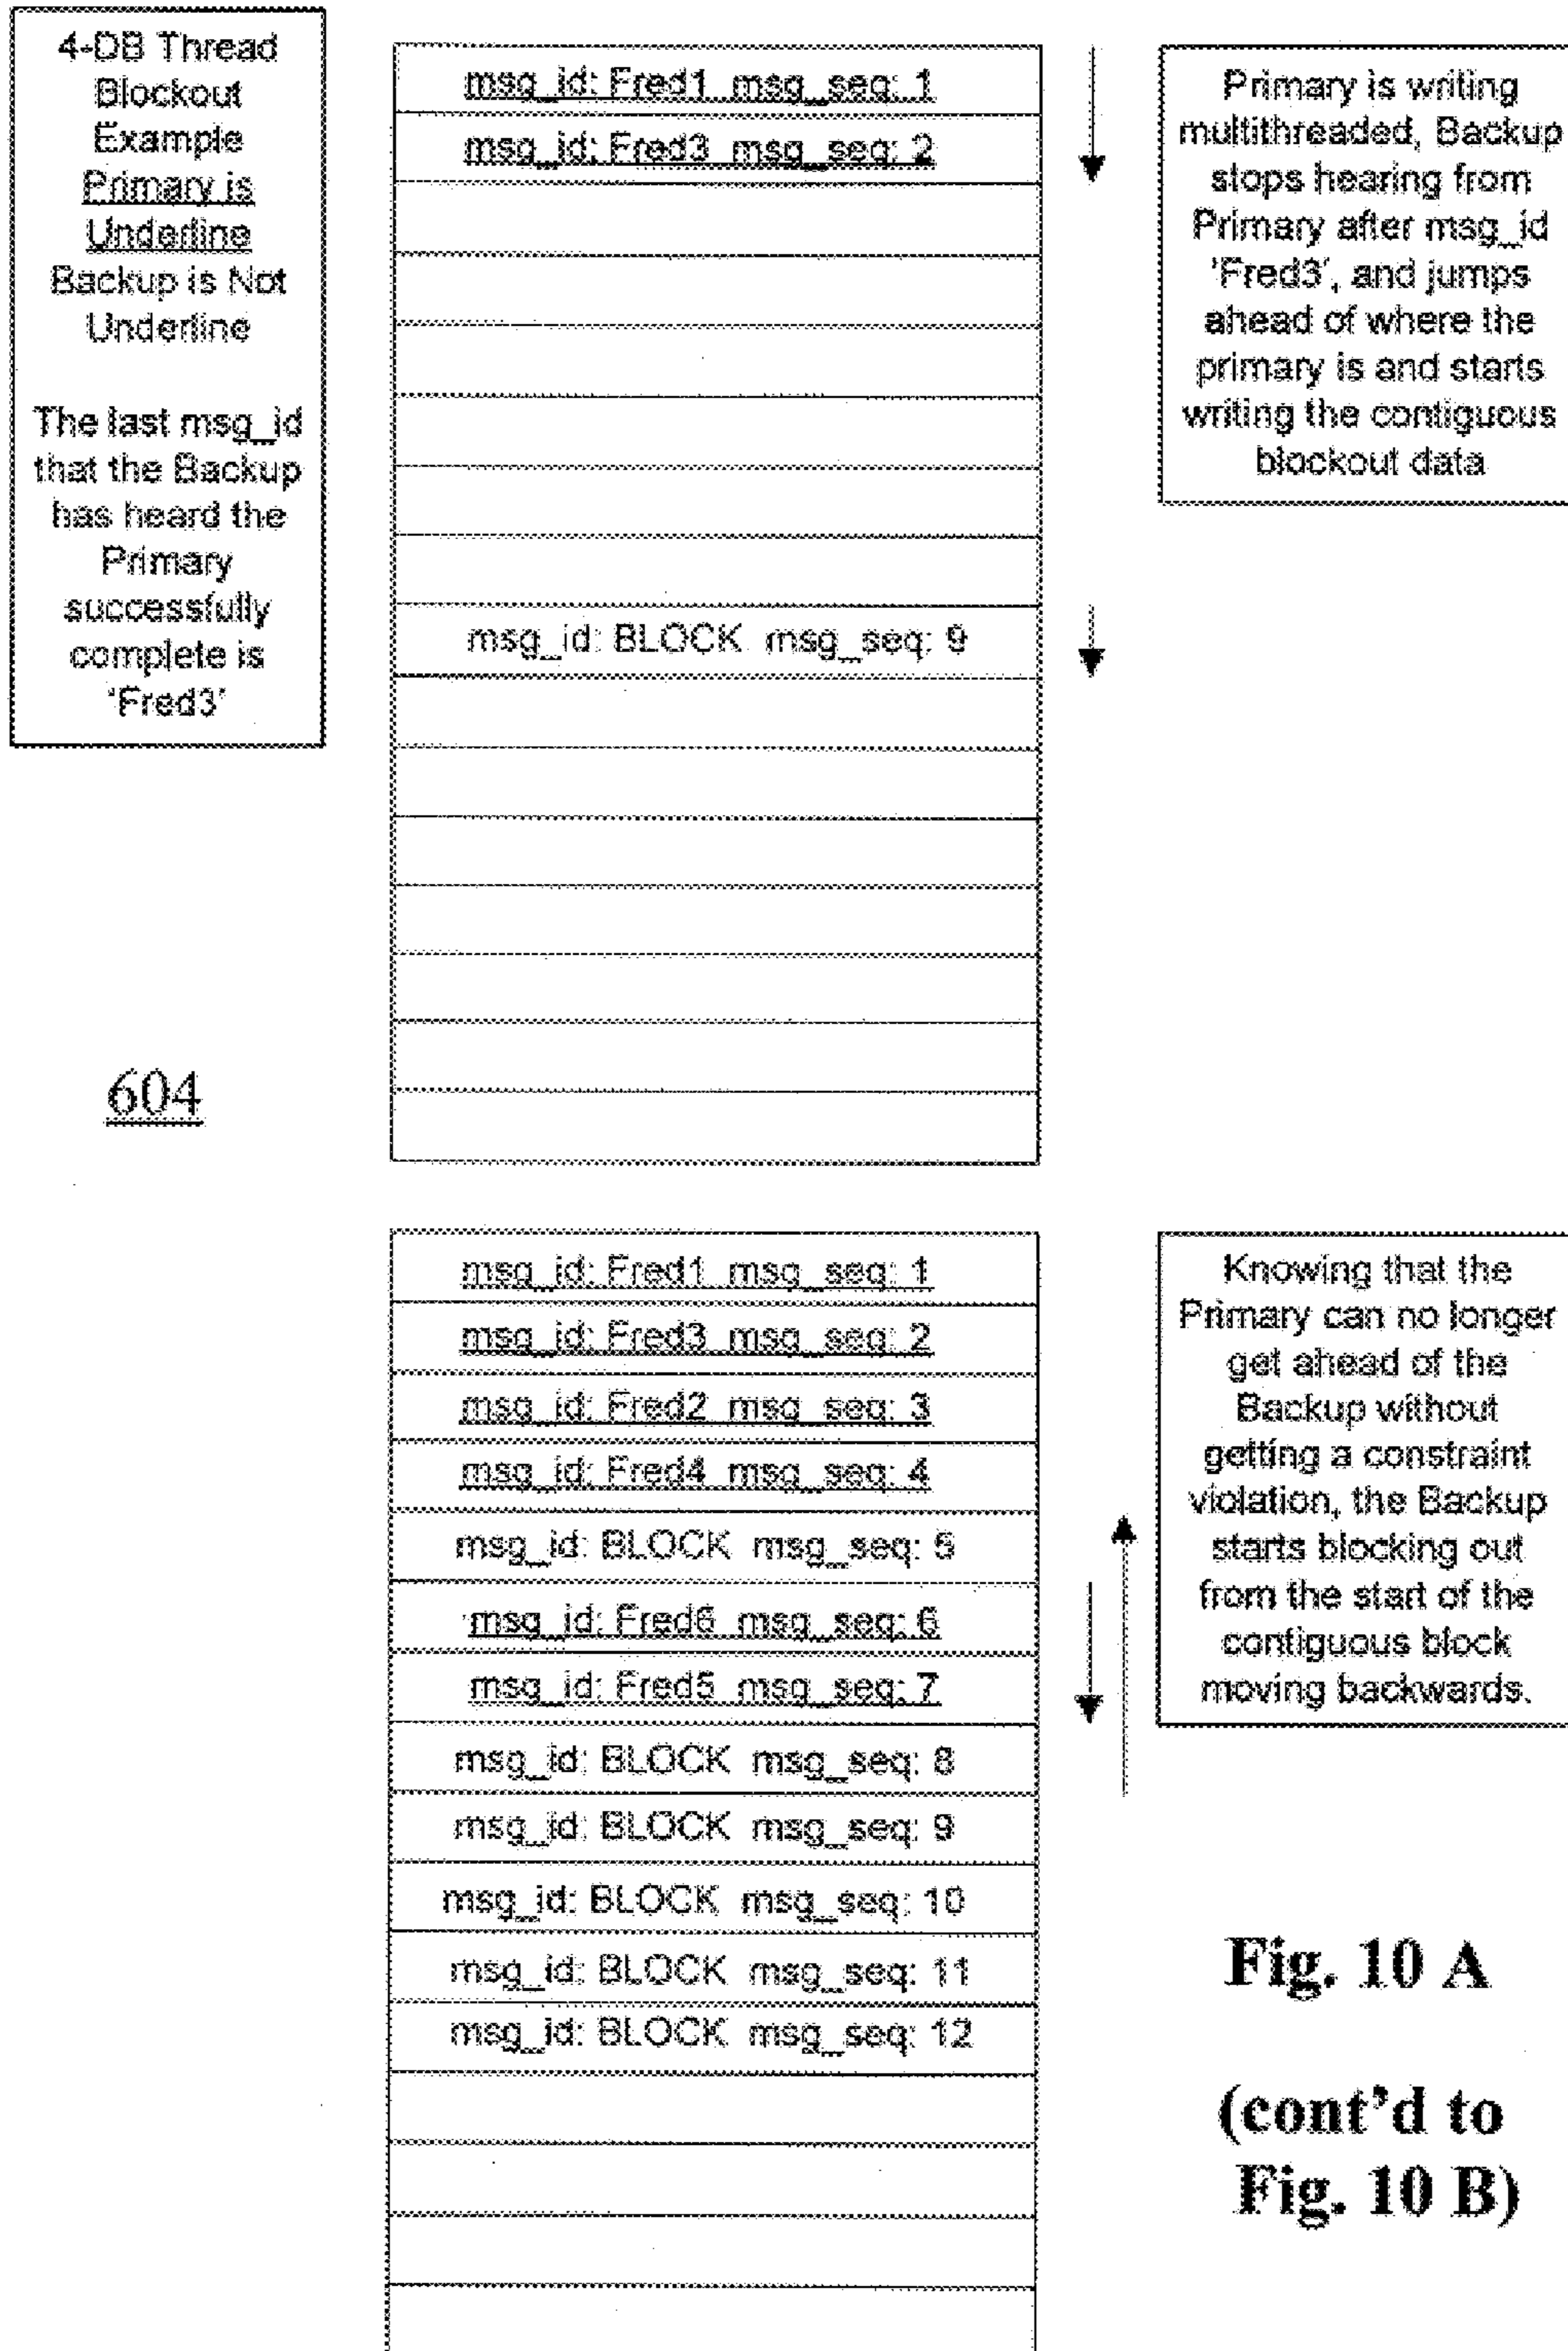 4-DB Thread
Blockout
Example
Primary is
Underline
Backup is Not
Underline
The last msg_id
that the Backup
has heard the
Primary
successfully
complete is
'Fred3'
msg_id: Fred1 msg_seq: 1
msg_id: Fred3 msg_seq: 2
msg_id: BLOCK msg_seq: 9
Primary is writing
multithreaded, Backup
stops hearing from
Primary after msg_id
'Fred3', and jumps
ahead of where the
primary is and starts
writing the contiguous
blockout data
604
msg_id: Fred1 msg_seq: 1
msg_id: Fred3 msg_seq: 2
msg_id: Fred2 msg_seq: 3
msg_id: Fred4 msg_seq: 4
msg_id: BLOCK msg_seq: 5
msg_id: Fred6 msg_seq: 6
msg_id: Fred5 msg_seq: 7
msg_id: BLOCK msg_seq: 8
msg_id: BLOCK msg_seq: 9
msg_id: BLOCK msg_seq: 10
msg_id: BLOCK msg_seq: 11
msg_id: BLOCK msg_seq: 12
Knowing that the
Primary can no longer
get ahead of the
Backup without
getting a constraint
violation, the Backup
starts blocking out
from the start of the
contiguous block
moving backwards.
Fig. 10 A
(cont'd to
Fig. 10 B)